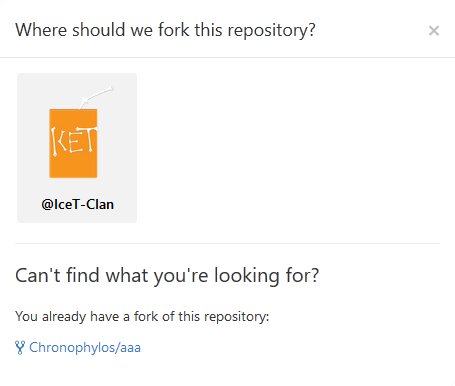 Where should we fork this repository?
×
KET
@IceT-Clan
Can't find what you're looking for?
You already have a fork of this repository:
Chronophylos/aaa